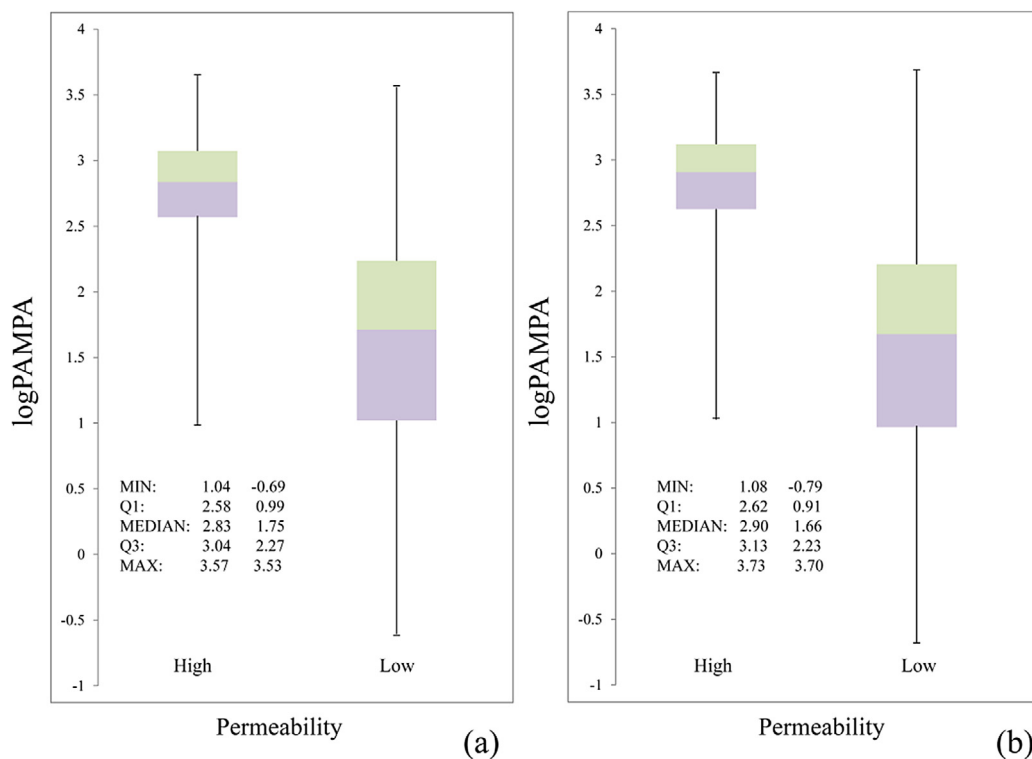 4
3.5
3
2.5
2
1.5
1
0.5
0
-0.5
-1
logPAMPA
MIN: 1.04 -0.69
Q1: 2.58 0.99
MEDIAN: 2.83 1.75
Q3: 3.04 2.27
MAX: 3.57 3.53
High Low
Permeability
(a)
4
3.5
3
2.5
2
1.5
1
0.5
0
-0.5
-1
logPAMPA
MIN: 1.08 -0.79
Q1: 2.62 0.91
MEDIAN: 2.90 1.66
Q3: 3.13 2.23
MAX: 3.73 3.70
High Low
Permeability
(b)